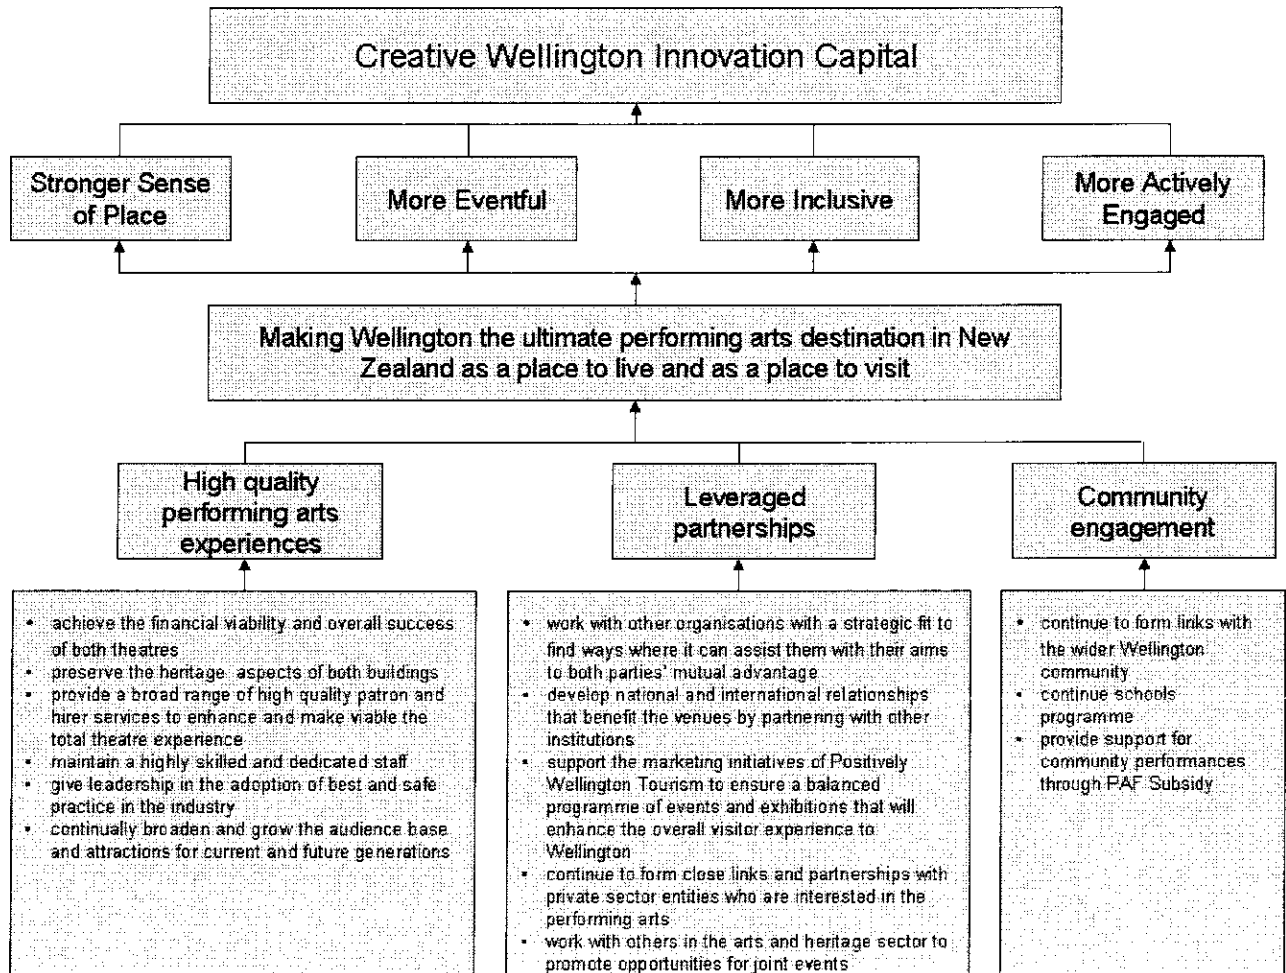 Creative Wellington Innovation Capital
Stronger Sense
of Place
More Eventful
More Inclusive
More Actively
Engaged
Making Wellington the ultimate performing arts destination in New
Zealand as a place to live and as a place to visit
High quality
performing arts
experiences
Leveraged
partnerships
Community
engagement
• achieve the financial viability and overall success
of both theatres
• preserve the heritage aspects of both buildings
• provide a broad range of high quality patron and
hirer services to enhance and make viable the
total theatre experience
• maintain a highly skilled and dedicated staff
• give leadership in the adoption of best and safe
practice in the industry
• continually broaden and grow the audience base
and attractions for current and future generations
• work with other organisations with a strategic fit to
find ways where it can assist them with their aims
to both parties' mutual advantage
• develop national and international relationships
that benefit the venues by partnering with other
institutions
• support the marketing initiatives of Positively
Wellington Tourism to ensure a balanced
programme of events and exhibitions that will
enhance the overall visitor experience to
Wellington
• continue to form close links and partnerships with
private sector entities who are interested in the
performing arts
• work with others in the arts and heritage sector to
promote opportunities for joint events
• continue to form links with
the wider Wellington
community
• continue schools
programme
• provide support for
community performances
through PAF Subsidy